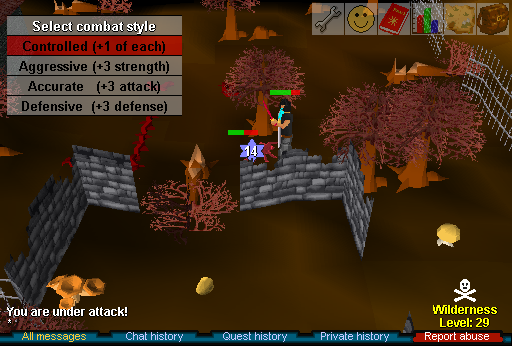 Select combat style
Controlled (+1 of each)
Aggressive (+3 strength)
Accurate (+3 attack)
Defensive (+3 defense)
14
You are under attack!
*
Wilderness
Level: 29
All messages
Chat history
Quest history
Private history
Report abuse